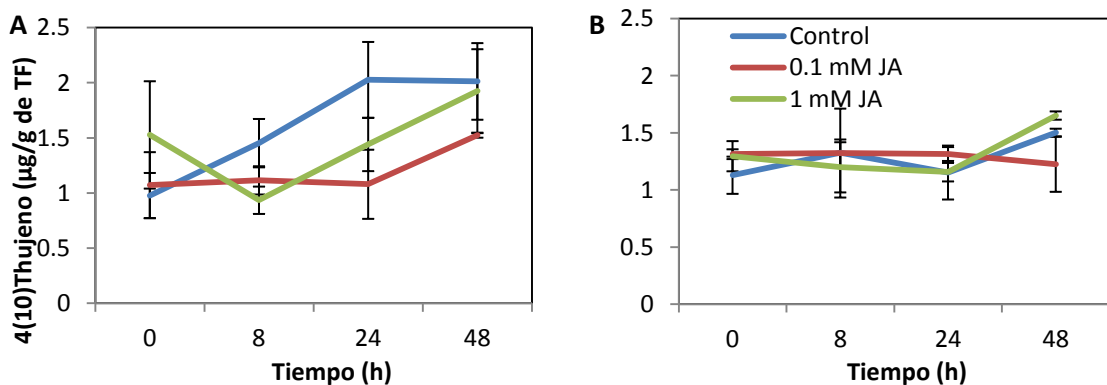 A
4(10)Thujeno (µg/g de TF)
2.5
2
1.5
1
0.5
0
0 8 24 48
Tiempo (h)
B
Control
0.1 mM JA
1 mM JA
2.5
2
1.5
1
0.5
0
0 8 24 48
Tiempo (h)